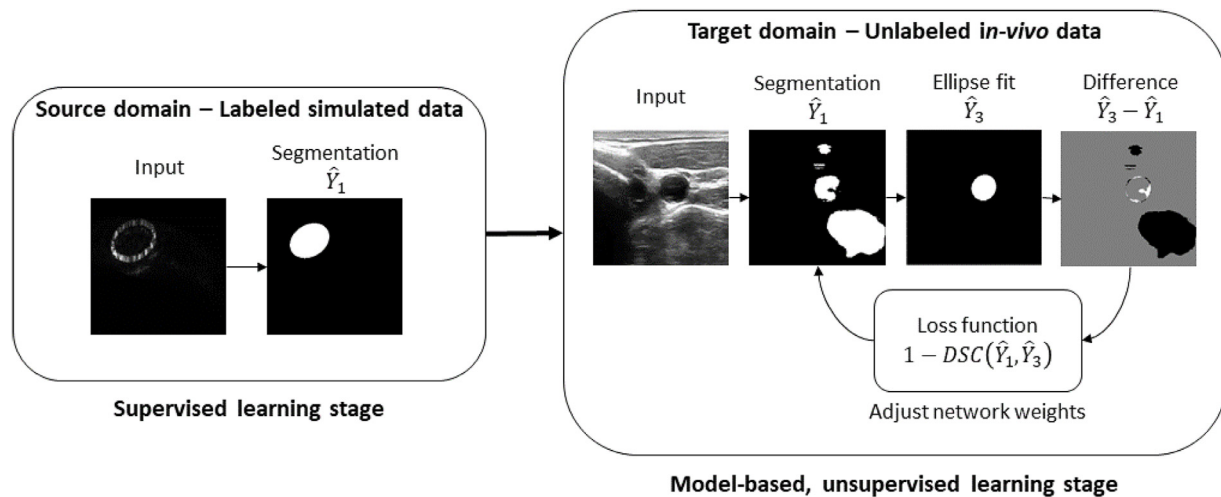 Source domain – Labeled simulated data
Input
Segmentation
Ŷ₁
Supervised learning stage
Target domain – Unlabeled in-vivo data
Input
Segmentation
Ŷ₁
Ellipse fit
Ŷ₃
Difference
Ŷ₃ − Ŷ₁
Loss function
1 − DSC(Ŷ₁, Ŷ₃)
Adjust network weights
Model-based, unsupervised learning stage